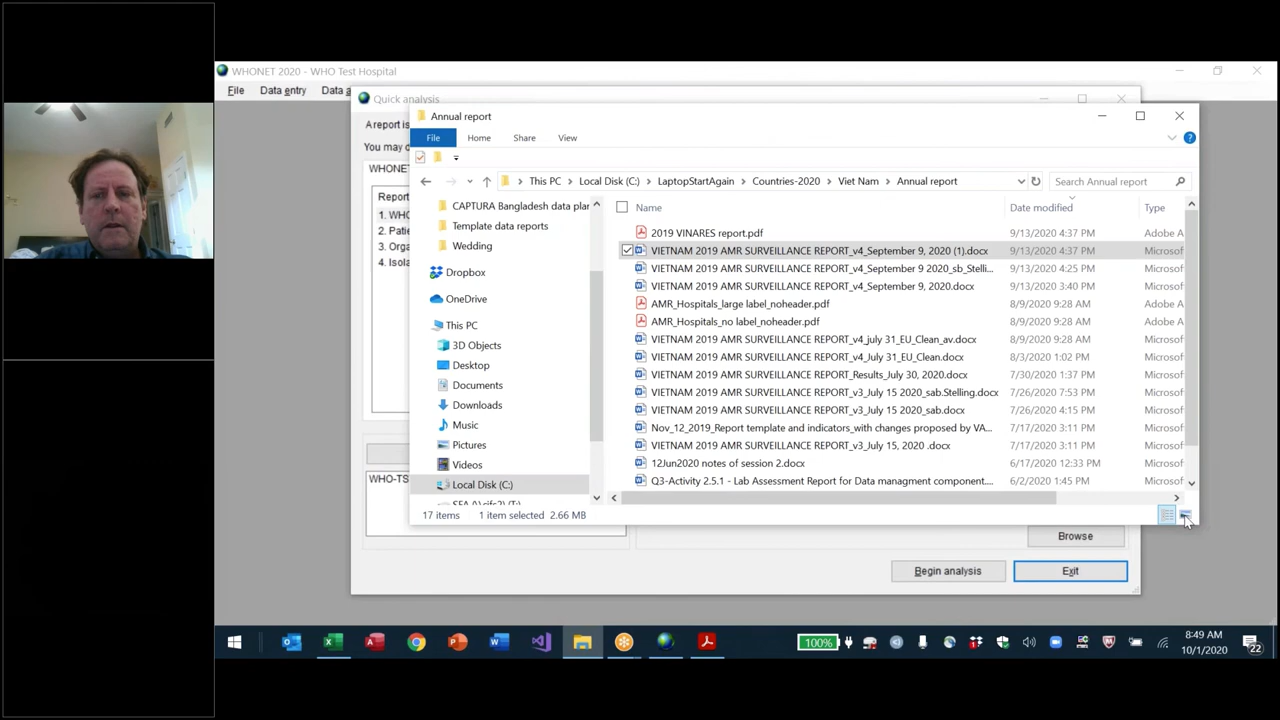 WHONET 2020 - WHO Test Hospital
File Data entry Data a
Quick analysis
A report is
You may d
WHONET
Report
1. WHO
2. Patie
3. Orga
4. Isola
WHO-TS
Annual report
File Home Share View
This PC Local Disk (C:) LaptopStartAgain Countries-2020 Viet Nam Annual report
Search Annual report
CAPTURA Bangladesh data plan
Template data reports
Wedding
Dropbox
OneDrive
This PC
3D Objects
Desktop
Documents
Downloads
Music
Pictures
Videos
Local Disk (C:)
Name Date modified Type
2019 VINARES report.pdf 9/13/2020 4:37 PM Adobe A
VIETNAM 2019 AMR SURVEILLANCE REPORT_v4_September 9, 2020 (1).docx 9/13/2020 4:37 PM Microsof
VIETNAM 2019 AMR SURVEILLANCE REPORT_v4_September 9 2020_sb_Stelli... 9/13/2020 4:25 PM Microsof
VIETNAM 2019 AMR SURVEILLANCE REPORT_v4_September 9, 2020.docx 9/13/2020 3:40 PM Microsof
AMR_Hospitals_large label_noheader.pdf 8/9/2020 9:28 AM Adobe A
AMR_Hospitals_no label_noheader.pdf 8/9/2020 9:28 AM Adobe A
VIETNAM 2019 AMR SURVEILLANCE REPORT_v4_july 31_EU_Clean_av.docx 8/9/2020 9:28 AM Microsof
VIETNAM 2019 AMR SURVEILLANCE REPORT_v4_july 31_EU_Clean.docx 8/3/2020 1:02 PM Microsof
VIETNAM 2019 AMR SURVEILLANCE REPORT_Results_July 30, 2020.docx 7/30/2020 1:37 PM Microsof
VIETNAM 2019 AMR SURVEILLANCE REPORT_v3_July 15 2020_sab.Stelling.docx 7/26/2020 7:53 PM Microsof
VIETNAM 2019 AMR SURVEILLANCE REPORT_v3_July 15 2020_sab.docx 7/26/2020 4:15 PM Microsof
Nov_12_2019_Report template and indicators_with changes proposed by VA... 7/17/2020 3:11 PM Microsof
VIETNAM 2019 AMR SURVEILLANCE REPORT_v3_July 15, 2020 .docx 7/17/2020 3:11 PM Microsof
12Jun2020 notes of session 2.docx 6/17/2020 12:33 PM Microsof
Q3-Activity 2.5.1 - Lab Assessment Report for Data managment component.... 6/2/2020 1:45 PM Microsof
17 items 1 item selected 2.66 MB
Browse
Begin analysis Exit
100%
8:49 AM
10/1/2020
22